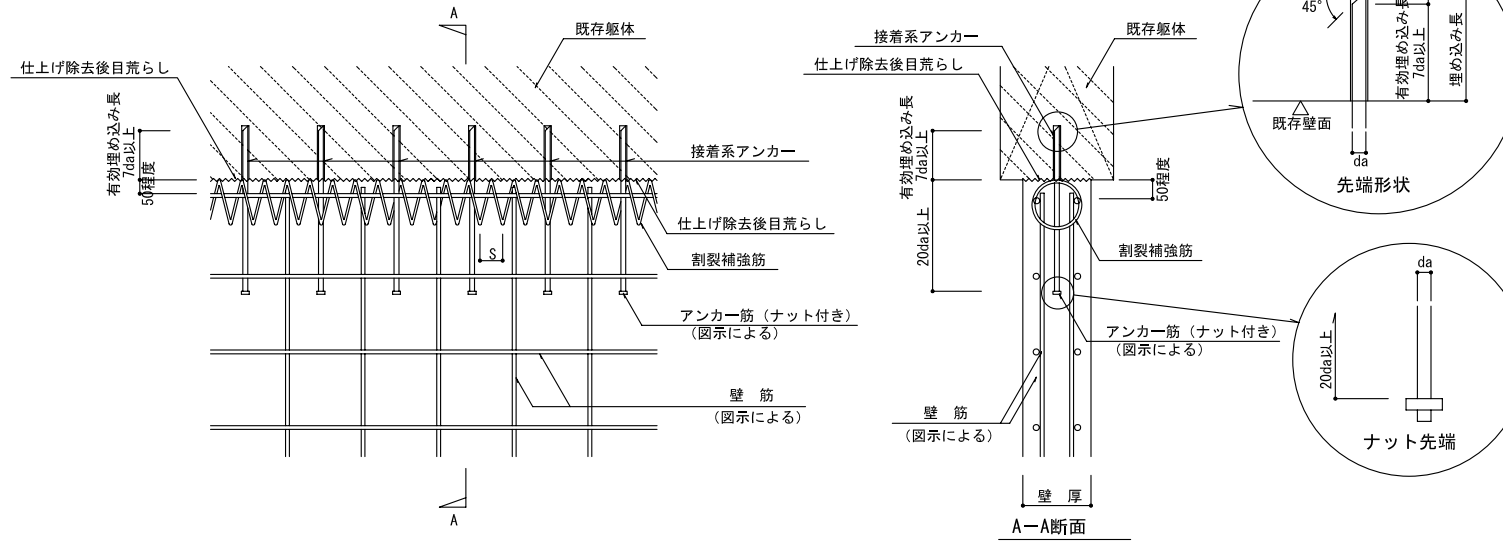 A
既存躯体
仕上げ除去後目荒らし
有効埋め込み長
7da以上
50程度
接着系アンカー
仕上げ除去後目荒らし
割裂補強筋
S
アンカー筋（ナット付き）
（図示による）
壁　筋
（図示による）
A
接着系アンカー
既存躯体
仕上げ除去後目荒らし
有効埋め込み長
7da以上
20da以上
50程度
割裂補強筋
アンカー筋（ナット付き）
（図示による）
壁　筋
（図示による）
壁　厚
A－A断面
45°
有効埋め込み長
7da以上
埋め込み長
既存壁面
da
先端形状
da
20da以上
ナット先端